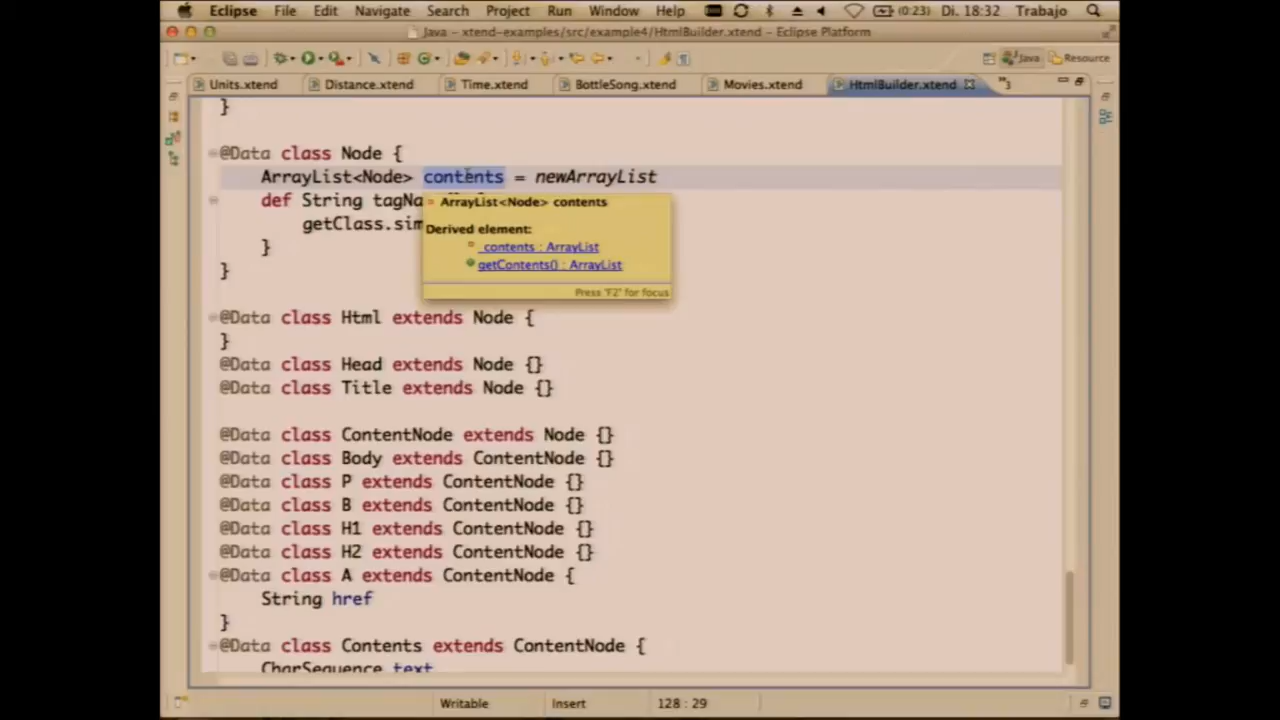 Eclipse File Edit Navigate Search Project Run Window Help (0:23) Di. 18:32 Trabajo
Java – xtend-examples/src/example4/HtmlBuilder.xtend – Eclipse Platform
Java Resource
Units.xtend Distance.xtend Time.xtend BottleSong.xtend Movies.xtend HtmlBuilder.xtend »3
}
@Data class Node {
ArrayList<Node> contents = newArrayList
def String tagNa
getClass.sim
}
}
ArrayList<Node> contents
Derived element:
_contents : ArrayList
getContents() : ArrayList
Press 'F2' for focus
@Data class Html extends Node {
}
@Data class Head extends Node {}
@Data class Title extends Node {}
@Data class ContentNode extends Node {}
@Data class Body extends ContentNode {}
@Data class P extends ContentNode {}
@Data class B extends ContentNode {}
@Data class H1 extends ContentNode {}
@Data class H2 extends ContentNode {}
@Data class A extends ContentNode {
String href
}
@Data class Contents extends ContentNode {
CharSequence text
Writable Insert 128 : 29